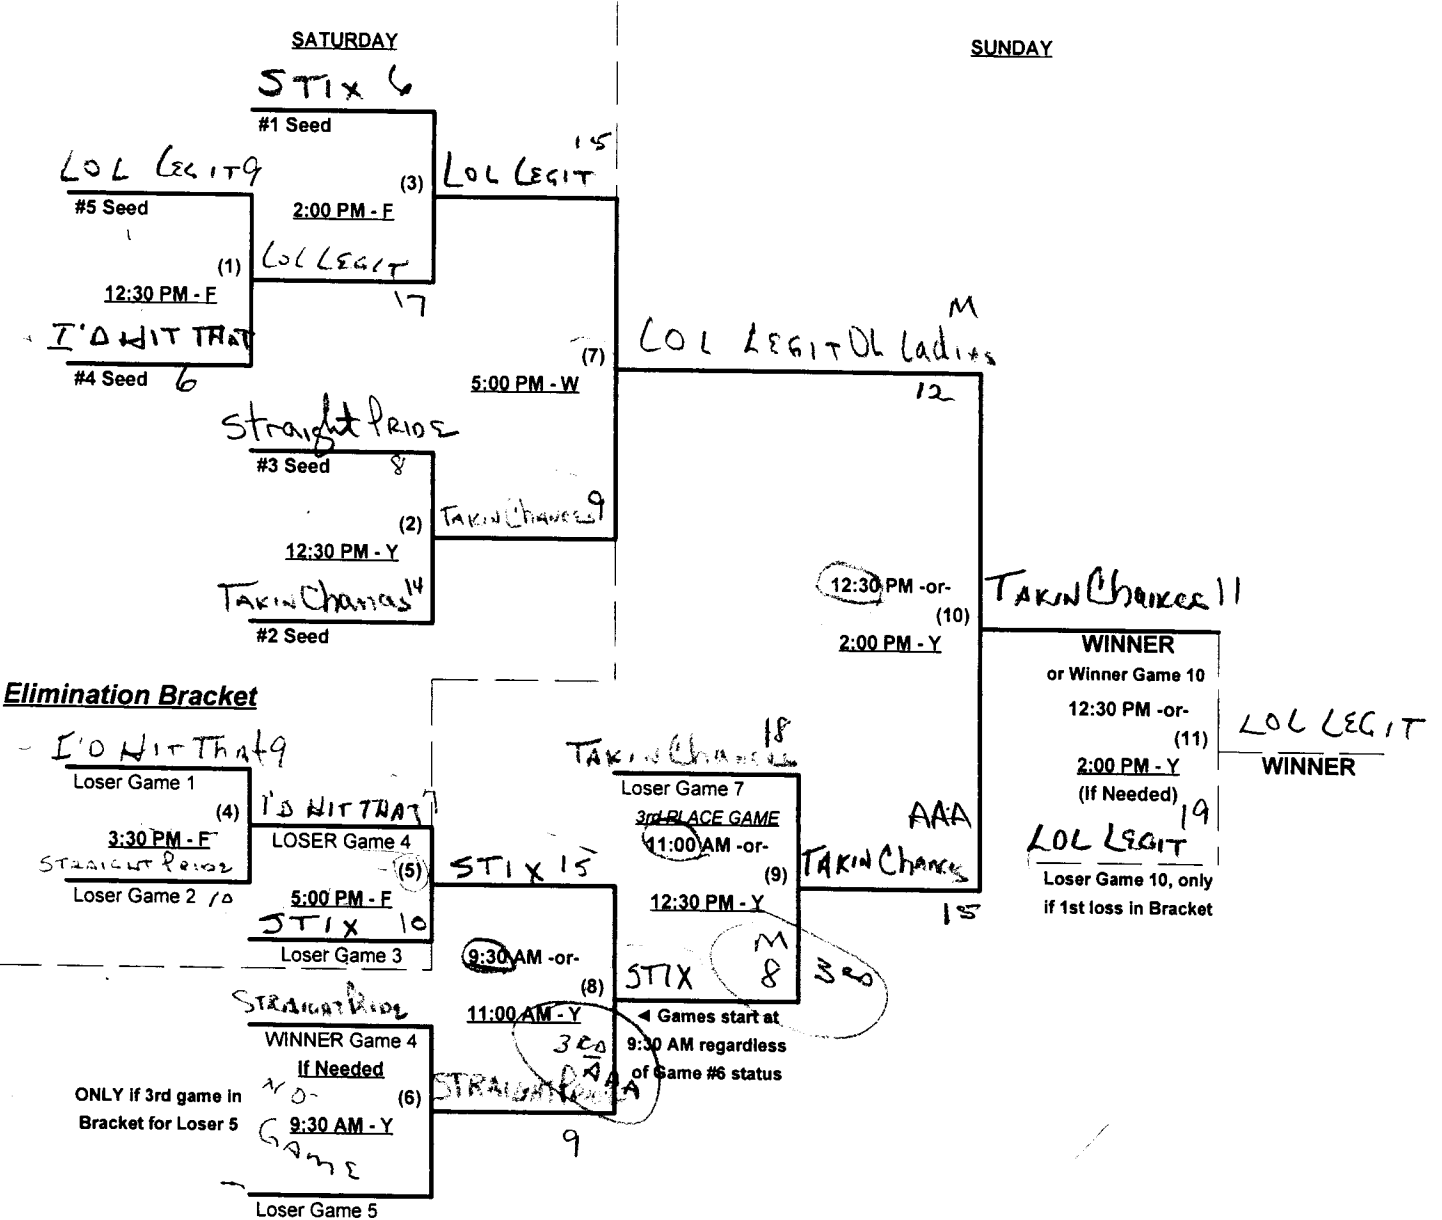 SATURDAY
SUNDAY
STIX 6
#1 Seed
15
LOL LEGIT 9
(3)
LOL LEGIT
#5 Seed
2:00 PM - F
(1)
LOL LEGIT
12:30 PM - F
17
I'D HIT THAT
#4 Seed 6
M
LOL LEGIT OL Ladies
(7)
5:00 PM - W
12
Straight PRIDE
#3 Seed 8
(2)
TAKIN Chances 9
12:30 PM - Y
TAKIN Chances 14
#2 Seed
12:30 PM -or-
(10)
2:00 PM - Y
TAKIN Chances 11
WINNER
or Winner Game 10
12:30 PM -or-
(11)
2:00 PM - Y
(If Needed)
19
LOL LEGIT
Loser Game 10, only
if 1st loss in Bracket
LOL LEGIT
WINNER
Elimination Bracket
I'D HIT That 9
Loser Game 1
(4)
3:30 PM - F
STRAIGHT PRIDE
Loser Game 2 10
I'D HIT THAT 7
LOSER Game 4
(5)
5:00 PM - F
STIX 10
Loser Game 3
TAKIN Chances 18
Loser Game 7
3rd PLACE GAME
11:00 AM -or-
(9)
12:30 PM - Y
AAA
TAKIN Chances
15
STIX 15
9:30 AM -or-
(8)
11:00 AM - Y
STIX 8
M
3RD
◄ Games start at
9:30 AM regardless
of Game #6 status
STRAIGHT PRIDE
WINNER Game 4
If Needed
NO
ONLY if 3rd game in
Bracket for Loser 5
(6)
9:30 AM - Y
GAME
3RD
AAA
STRAIGHT PRIDE
9
Loser Game 5